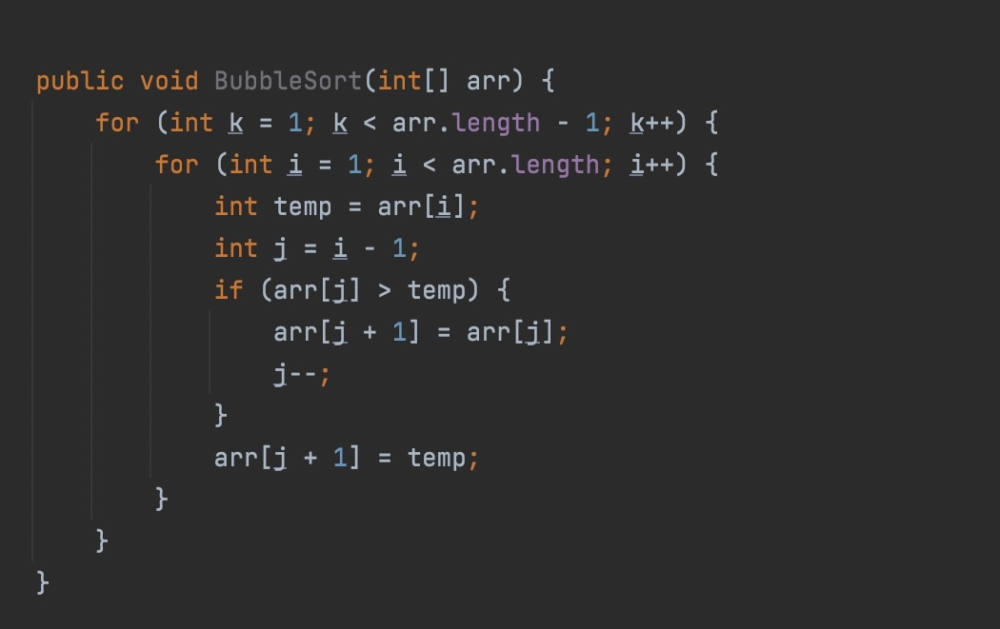 public void BubbleSort(int[] arr) {
    for (int k = 1; k < arr.length - 1; k++) {
        for (int i = 1; i < arr.length; i++) {
            int temp = arr[i];
            int j = i - 1;
            if (arr[j] > temp) {
                arr[j + 1] = arr[j];
                j--;
            }
            arr[j + 1] = temp;
        }
    }
}